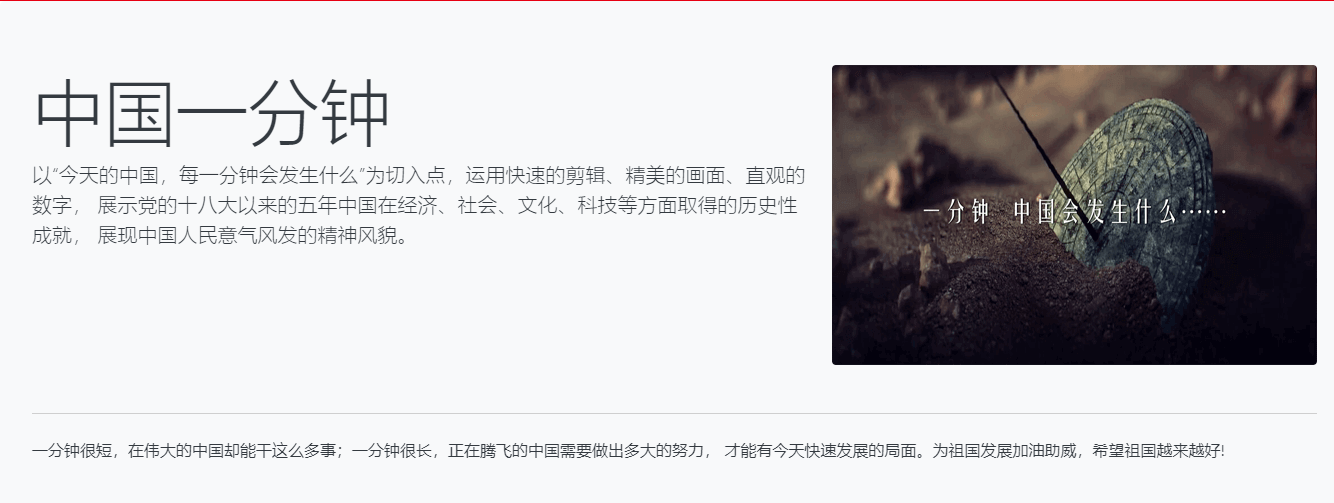 中国一分钟
以“今天的中国，每一分钟会发生什么”为切入点，运用快速的剪辑、精美的画面、直观的
数字， 展示党的十八大以来的五年中国在经济、社会、文化、科技等方面取得的历史性
成就， 展现中国人民意气风发的精神风貌。
一分钟 中国会发生什么……
一分钟很短，在伟大的中国却能干这么多事；一分钟很长，正在腾飞的中国需要做出多大的努力， 才能有今天快速发展的局面。为祖国发展加油助威，希望祖国越来越好!